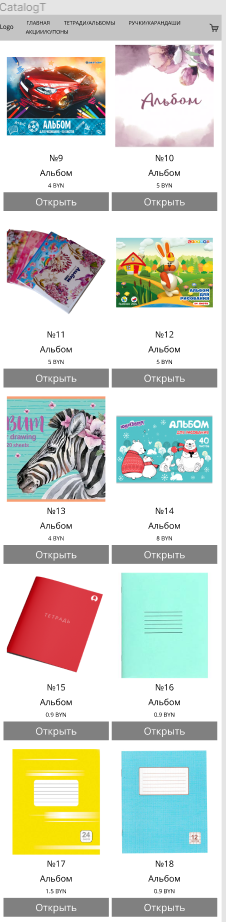 CatalogT
Logo
ГЛАВНАЯ
ТЕТРАДИ/АЛЬБОМЫ
РУЧКИ/КАРАНДАШИ
АКЦИИ/КУПОНЫ
АЛЬБОМ
Альбом
№9
№10
Альбом
Альбом
4 BYN
5 BYN
Открыть
Открыть
АЛЬБОМ
ДЛЯ
РИСОВАНИЯ
№11
№12
Альбом
Альбом
5 BYN
5 BYN
Открыть
Открыть
drawing
20 sheets
АЛЬБОМ
40
№13
№14
Альбом
Альбом
4 BYN
8 BYN
Открыть
Открыть
ТЕТРАДЬ
№15
№16
Альбом
Альбом
0.9 BYN
0.9 BYN
Открыть
Открыть
24
12
№17
№18
Альбом
Альбом
1.5 BYN
0.9 BYN
Открыть
Открыть